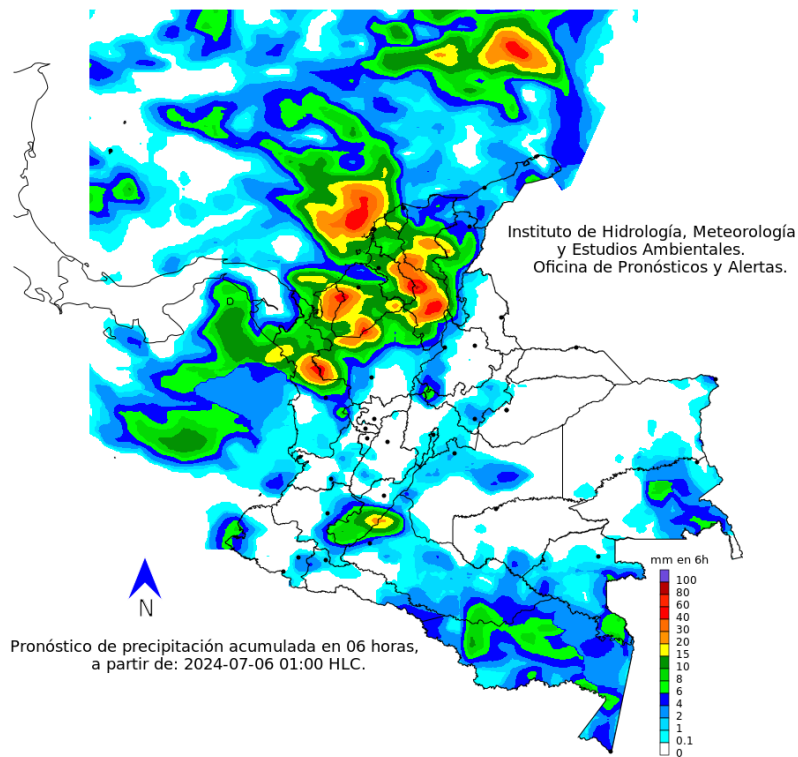 Instituto de Hidrología, Meteorología
y Estudios Ambientales.
Oficina de Pronósticos y Alertas.
mm en 6h
100
80
60
40
30
20
15
10
8
6
4
2
1
0.1
0
N
Pronóstico de precipitación acumulada en 06 horas,
a partir de: 2024-07-06 01:00 HLC.